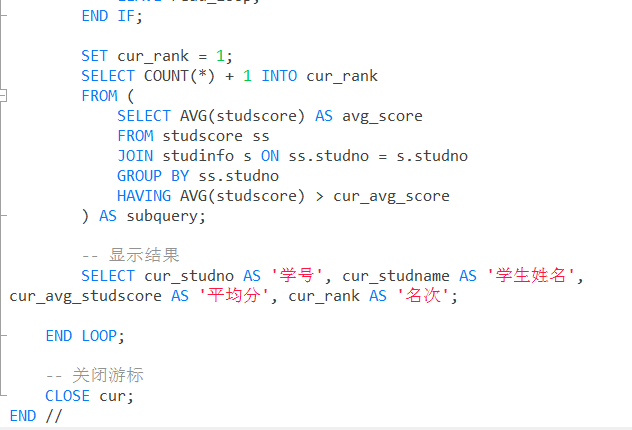 END IF;
SET cur_rank = 1;
SELECT COUNT(*) + 1 INTO cur_rank
FROM (
SELECT AVG(studscore) AS avg_score
FROM studscore ss
JOIN studinfo s ON ss.studno = s.studno
GROUP BY ss.studno
HAVING AVG(studscore) > cur_avg_score
) AS subquery;
-- 显示结果
SELECT cur_studno AS '学号', cur_studname AS '学生姓名',
cur_avg_studscore AS '平均分', cur_rank AS '名次';
END LOOP;
-- 关闭游标
CLOSE cur;
END //